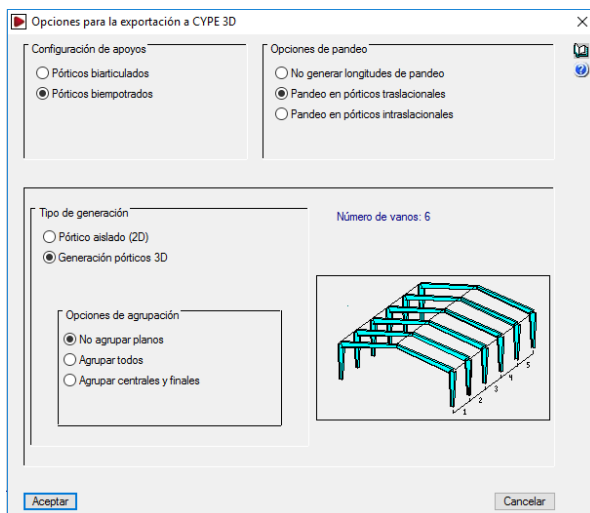 Opciones para la exportación a CYPE 3D
Configuración de apoyos
Pórticos biarticulados
Pórticos biempotrados
Opciones de pandeo
No generar longitudes de pandeo
Pandeo en pórticos traslacionales
Pandeo en pórticos intraslacionales
Tipo de generación
Pórtico aislado (2D)
Generación pórticos 3D
Opciones de agrupación
No agrupar planos
Agrupar todos
Agrupar centrales y finales
Número de vanos: 6
1
2
3
4
5
Aceptar
Cancelar